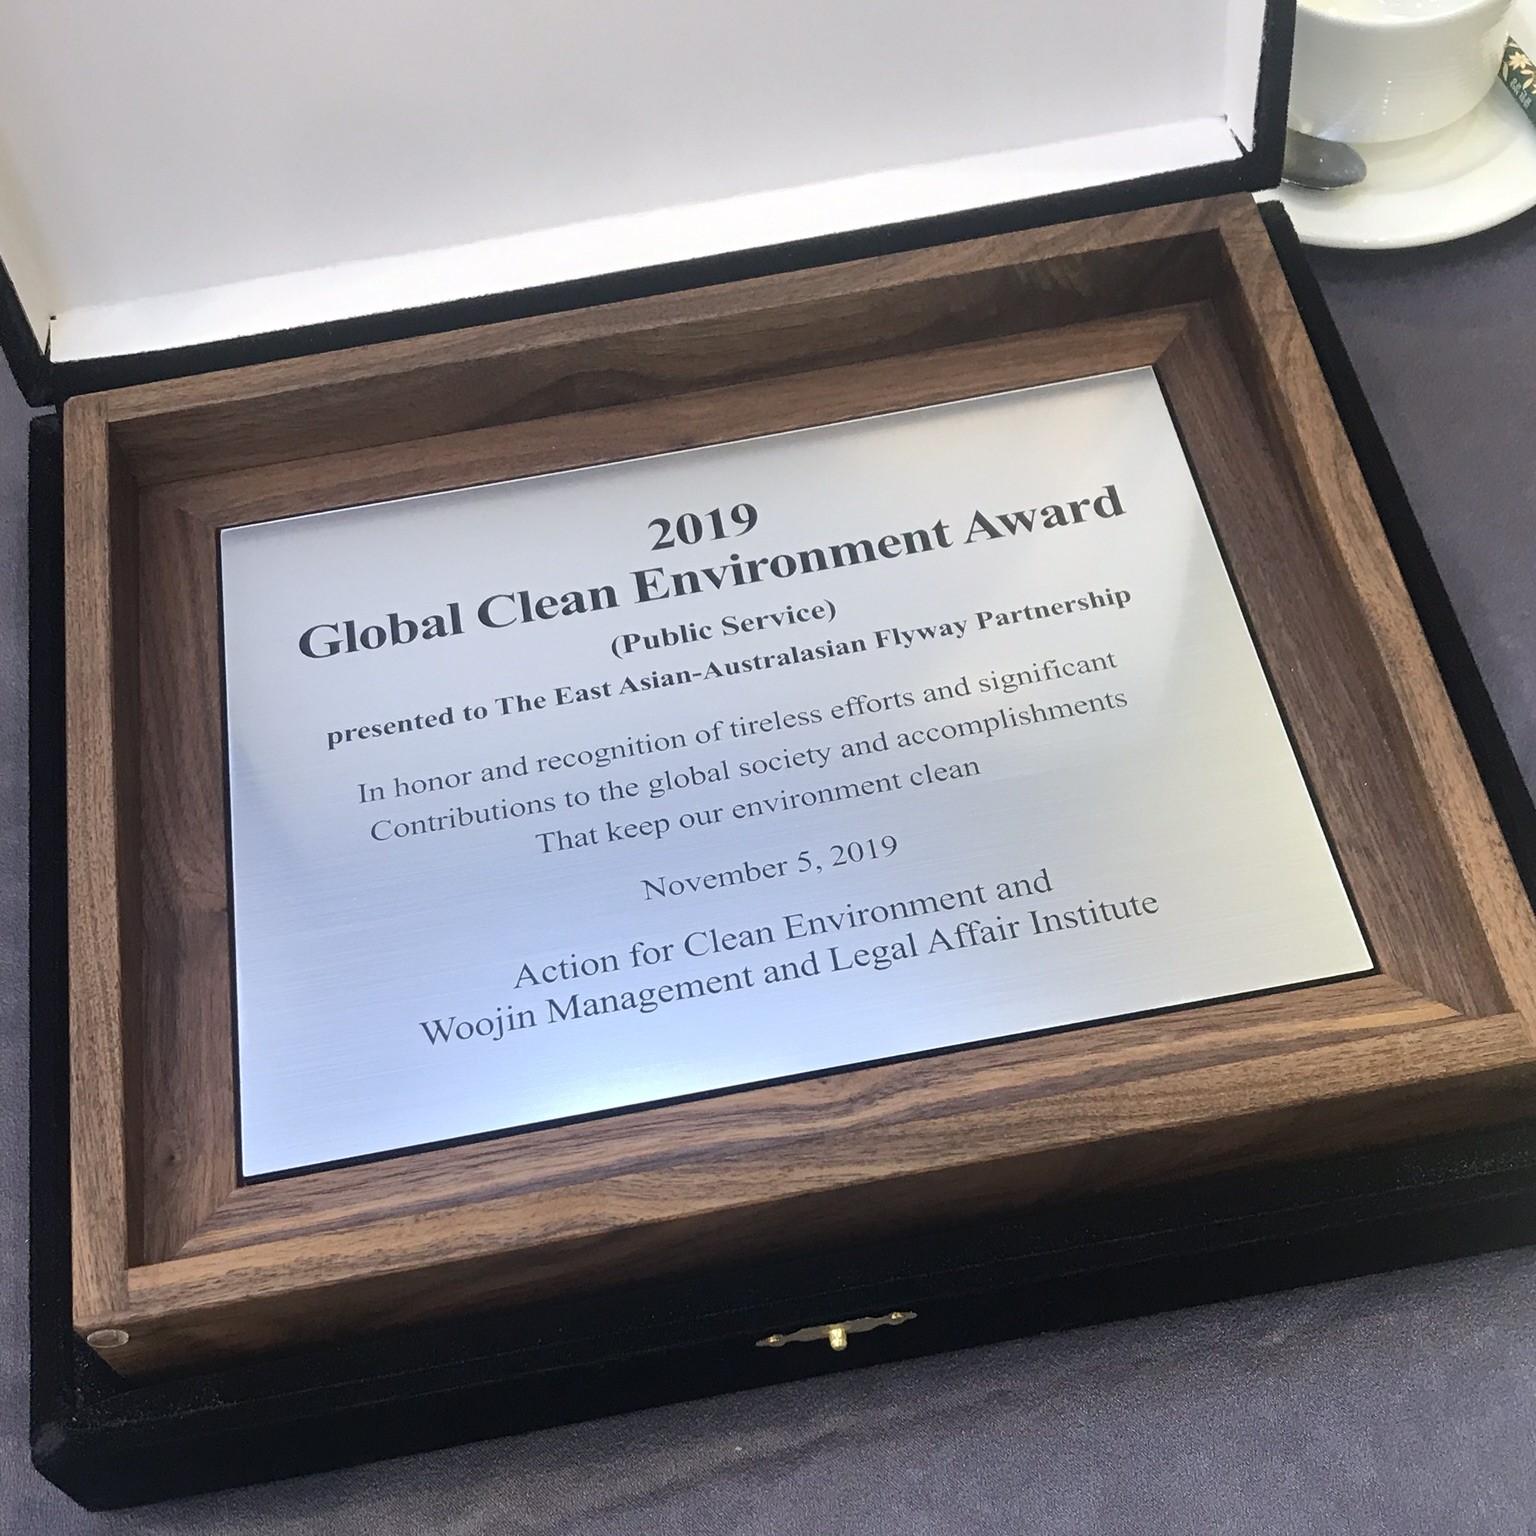 2019
Global Clean Environment Award
(Public Service)
presented to The East Asian-Australasian Flyway Partnership
In honor and recognition of tireless efforts and significant
Contributions to the global society and accomplishments
That keep our environment clean
November 5, 2019
Action for Clean Environment and
Woojin Management and Legal Affair Institute